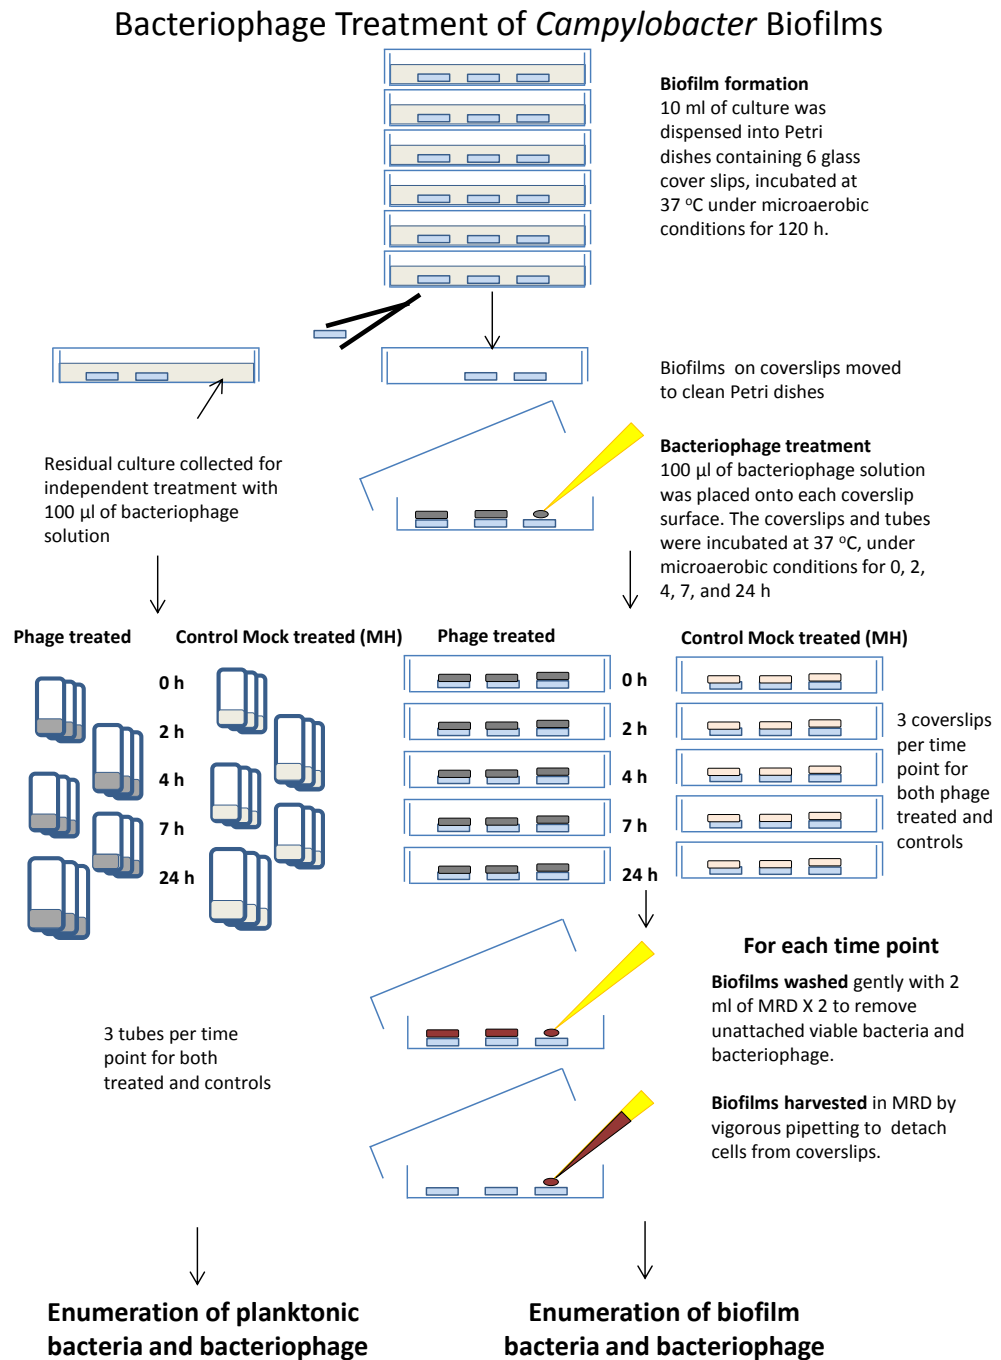 Bacteriophage Treatment of Campylobacter Biofilms
Biofilm formation
10 ml of culture was
dispensed into Petri
dishes containing 6 glass
cover slips, incubated at
37 °C under microaerobic
conditions for 120 h.
Biofilms on coverslips moved
to clean Petri dishes
Residual culture collected for
independent treatment with
100 µl of bacteriophage
solution
Bacteriophage treatment
100 µl of bacteriophage solution
was placed onto each coverslip
surface. The coverslips and tubes
were incubated at 37 °C, under
microaerobic conditions for 0, 2,
4, 7, and 24 h
Phage treated
Control Mock treated (MH)
0 h
2 h
4 h
7 h
24 h
Phage treated
Control Mock treated (MH)
0 h
2 h
4 h
7 h
24 h
3 coverslips
per time
point for
both phage
treated and
controls
3 tubes per time
point for both
treated and controls
For each time point
Biofilms washed gently with 2
ml of MRD X 2 to remove
unattached viable bacteria and
bacteriophage.
Biofilms harvested in MRD by
vigorous pipetting to detach
cells from coverslips.
Enumeration of planktonic
bacteria and bacteriophage
Enumeration of biofilm
bacteria and bacteriophage